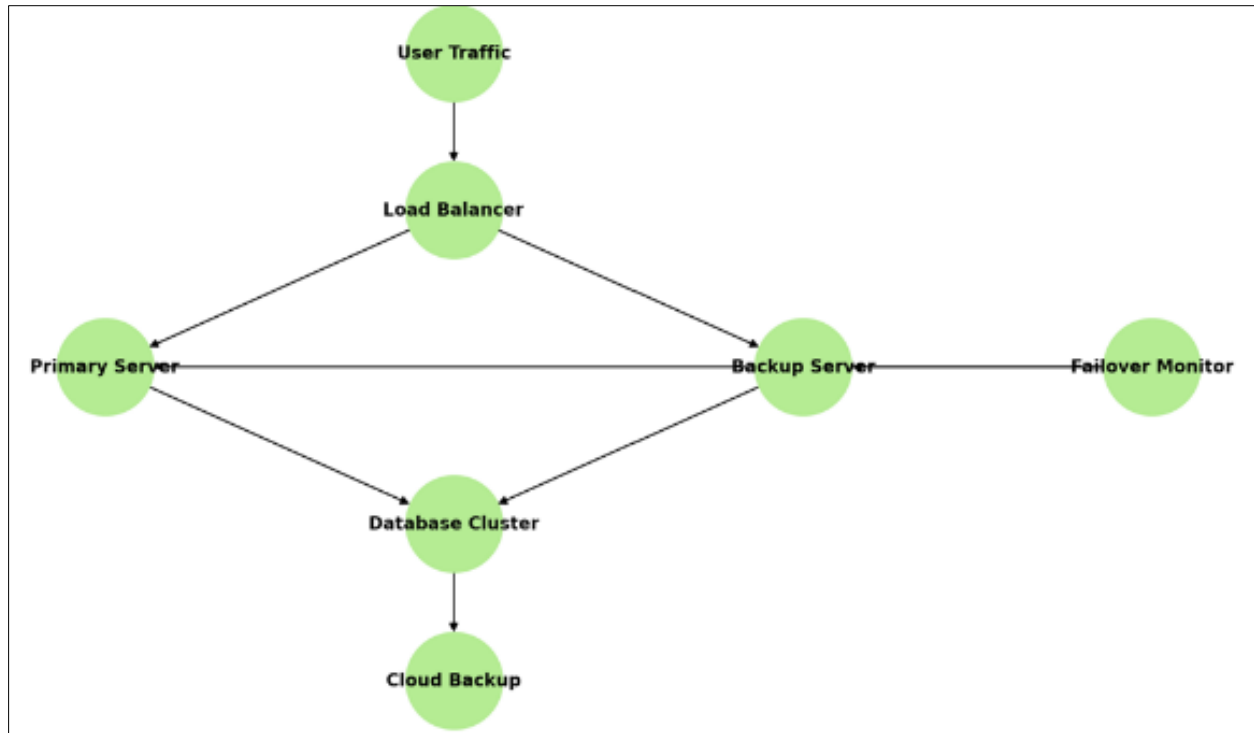 User Traffic
Load Balancer
Primary Server
Backup Server
Failover Monitor
Database Cluster
Cloud Backup